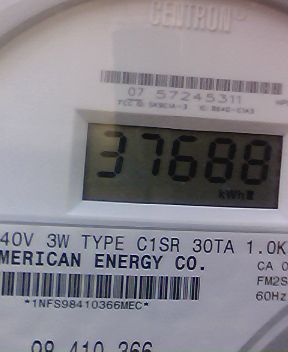 CENTRON®
07 57245311
37688
kWh
40V 3W TYPE C1SR 30TA 1.0K
MERICAN ENERGY CO.
CA 0
FM2S
60Hz
*1NFS98410366MEC*
98 410 366